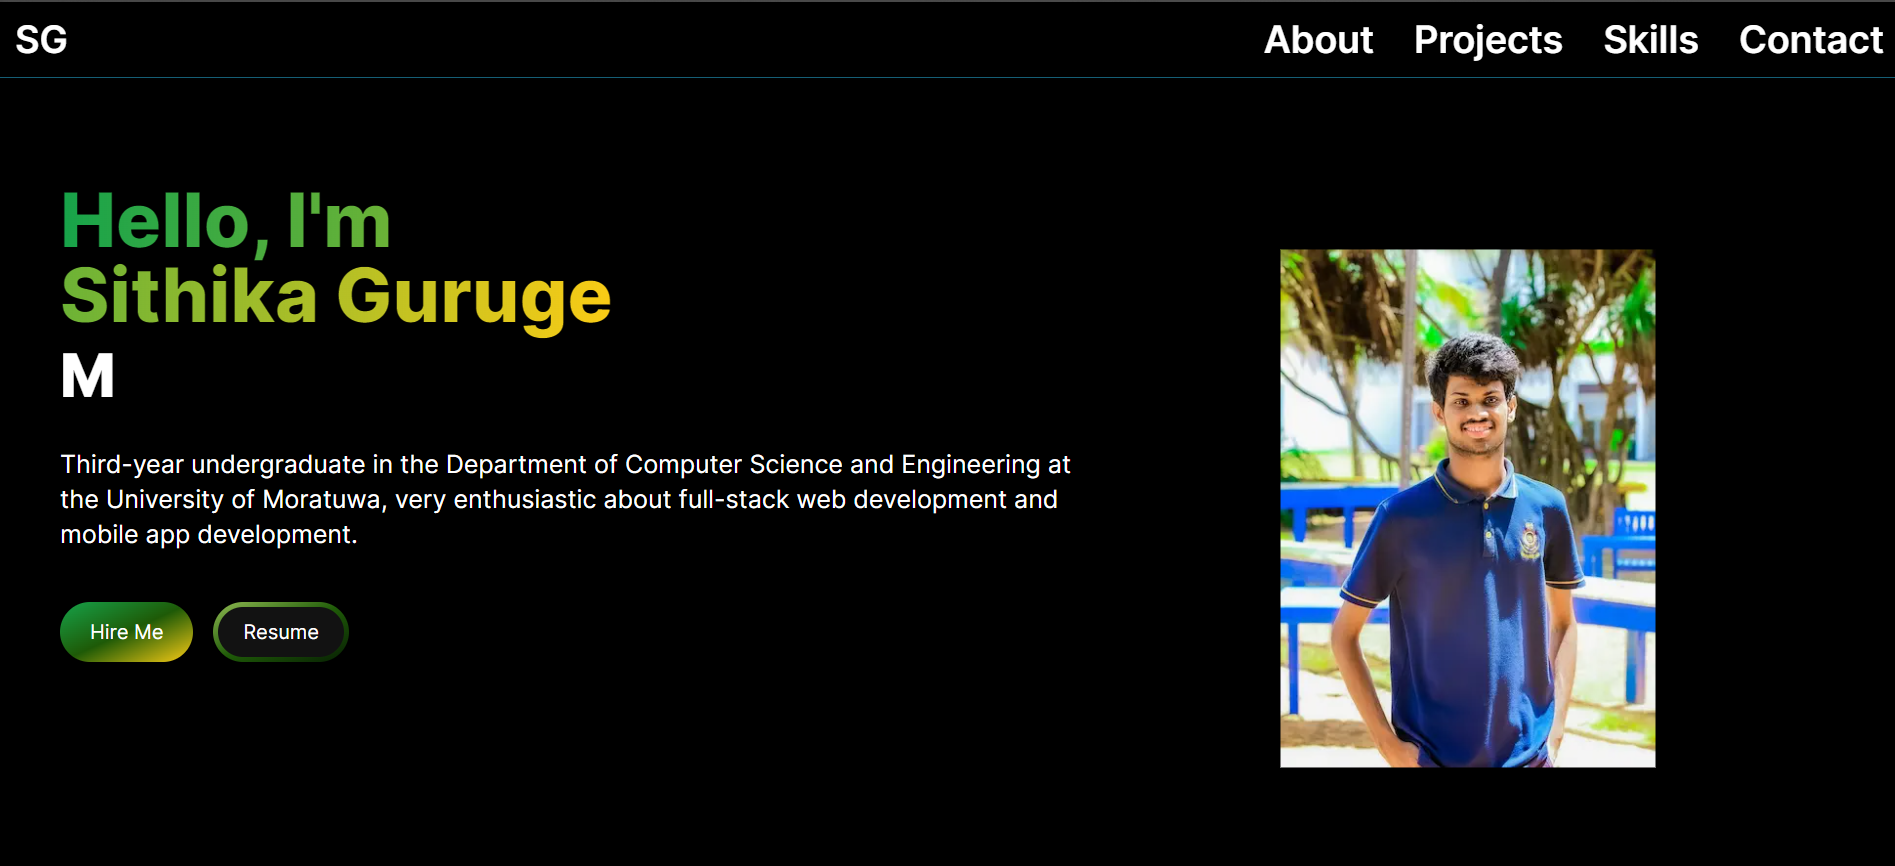 SG
About Projects Skills Contact
Hello, I'm
Sithika Guruge
M
Third-year undergraduate in the Department of Computer Science and Engineering at
the University of Moratuwa, very enthusiastic about full-stack web development and
mobile app development.
Hire Me
Resume